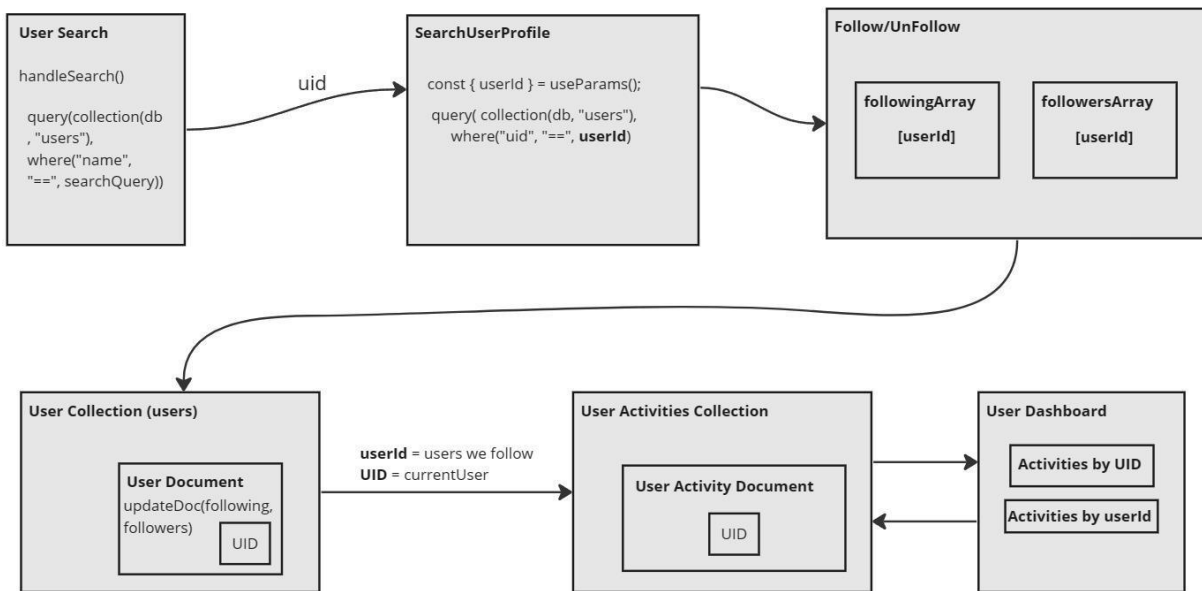 User Search
handleSearch()
query(collection(db
, "users"),
where("name",
"==", searchQuery))
uid
SearchUserProfile
const { userId } = useParams();
query( collection(db, "users"),
where("uid", "==", userId)
Follow/UnFollow
followingArray
[userId]
followersArray
[userId]
User Collection (users)
User Document
updateDoc(following,
followers)
UID
userId = users we follow
UID = currentUser
User Activities Collection
User Activity Document
UID
User Dashboard
Activities by UID
Activities by userId